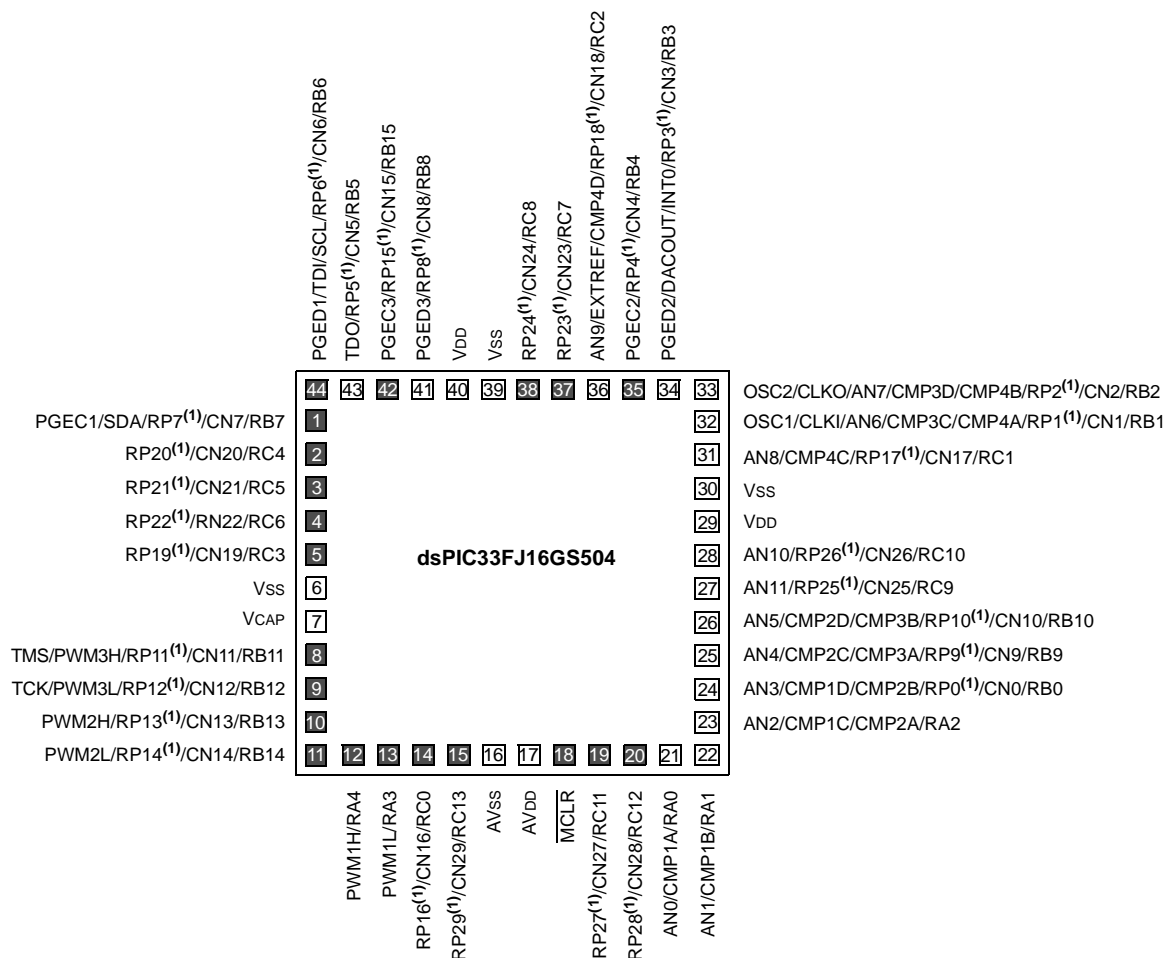 PGED1/TDI/SCL/RP6(1)/CN6/RB6
TDO/RP5(1)/CN5/RB5
PGEC3/RP15(1)/CN15/RB15
PGED3/RP8(1)/CN8/RB8
VDD
VSS
RP24(1)/CN24/RC8
RP23(1)/CN23/RC7
AN9/EXTREF/CMP4D/RP18(1)/CN18/RC2
PGEC2/RP4(1)/CN4/RB4
PGED2/DACOUT/INT0/RP3(1)/CN3/RB3
44 43 42 41 40 39 38 37 36 35 34 33 OSC2/CLKO/AN7/CMP3D/CMP4B/RP2(1)/CN2/RB2
PGEC1/SDA/RP7(1)/CN7/RB7 1 32 OSC1/CLKI/AN6/CMP3C/CMP4A/RP1(1)/CN1/RB1
RP20(1)/CN20/RC4 2 31 AN8/CMP4C/RP17(1)/CN17/RC1
RP21(1)/CN21/RC5 3 30 VSS
RP22(1)/RN22/RC6 4 29 VDD
RP19(1)/CN19/RC3 5 dsPIC33FJ16GS504 28 AN10/RP26(1)/CN26/RC10
VSS 6 27 AN11/RP25(1)/CN25/RC9
VCAP 7 26 AN5/CMP2D/CMP3B/RP10(1)/CN10/RB10
TMS/PWM3H/RP11(1)/CN11/RB11 8 25 AN4/CMP2C/CMP3A/RP9(1)/CN9/RB9
TCK/PWM3L/RP12(1)/CN12/RB12 9 24 AN3/CMP1D/CMP2B/RP0(1)/CN0/RB0
PWM2H/RP13(1)/CN13/RB13 10 23 AN2/CMP1C/CMP2A/RA2
PWM2L/RP14(1)/CN14/RB14 11 12 13 14 15 16 17 18 19 20 21 22
PWM1H/RA4
PWM1L/RA3
RP16(1)/CN16/RC0
RP29(1)/CN29/RC13
AVSS
AVDD
MCLR
RP27(1)/CN27/RC11
RP28(1)/CN28/RC12
AN0/CMP1A/RA0
AN1/CMP1B/RA1